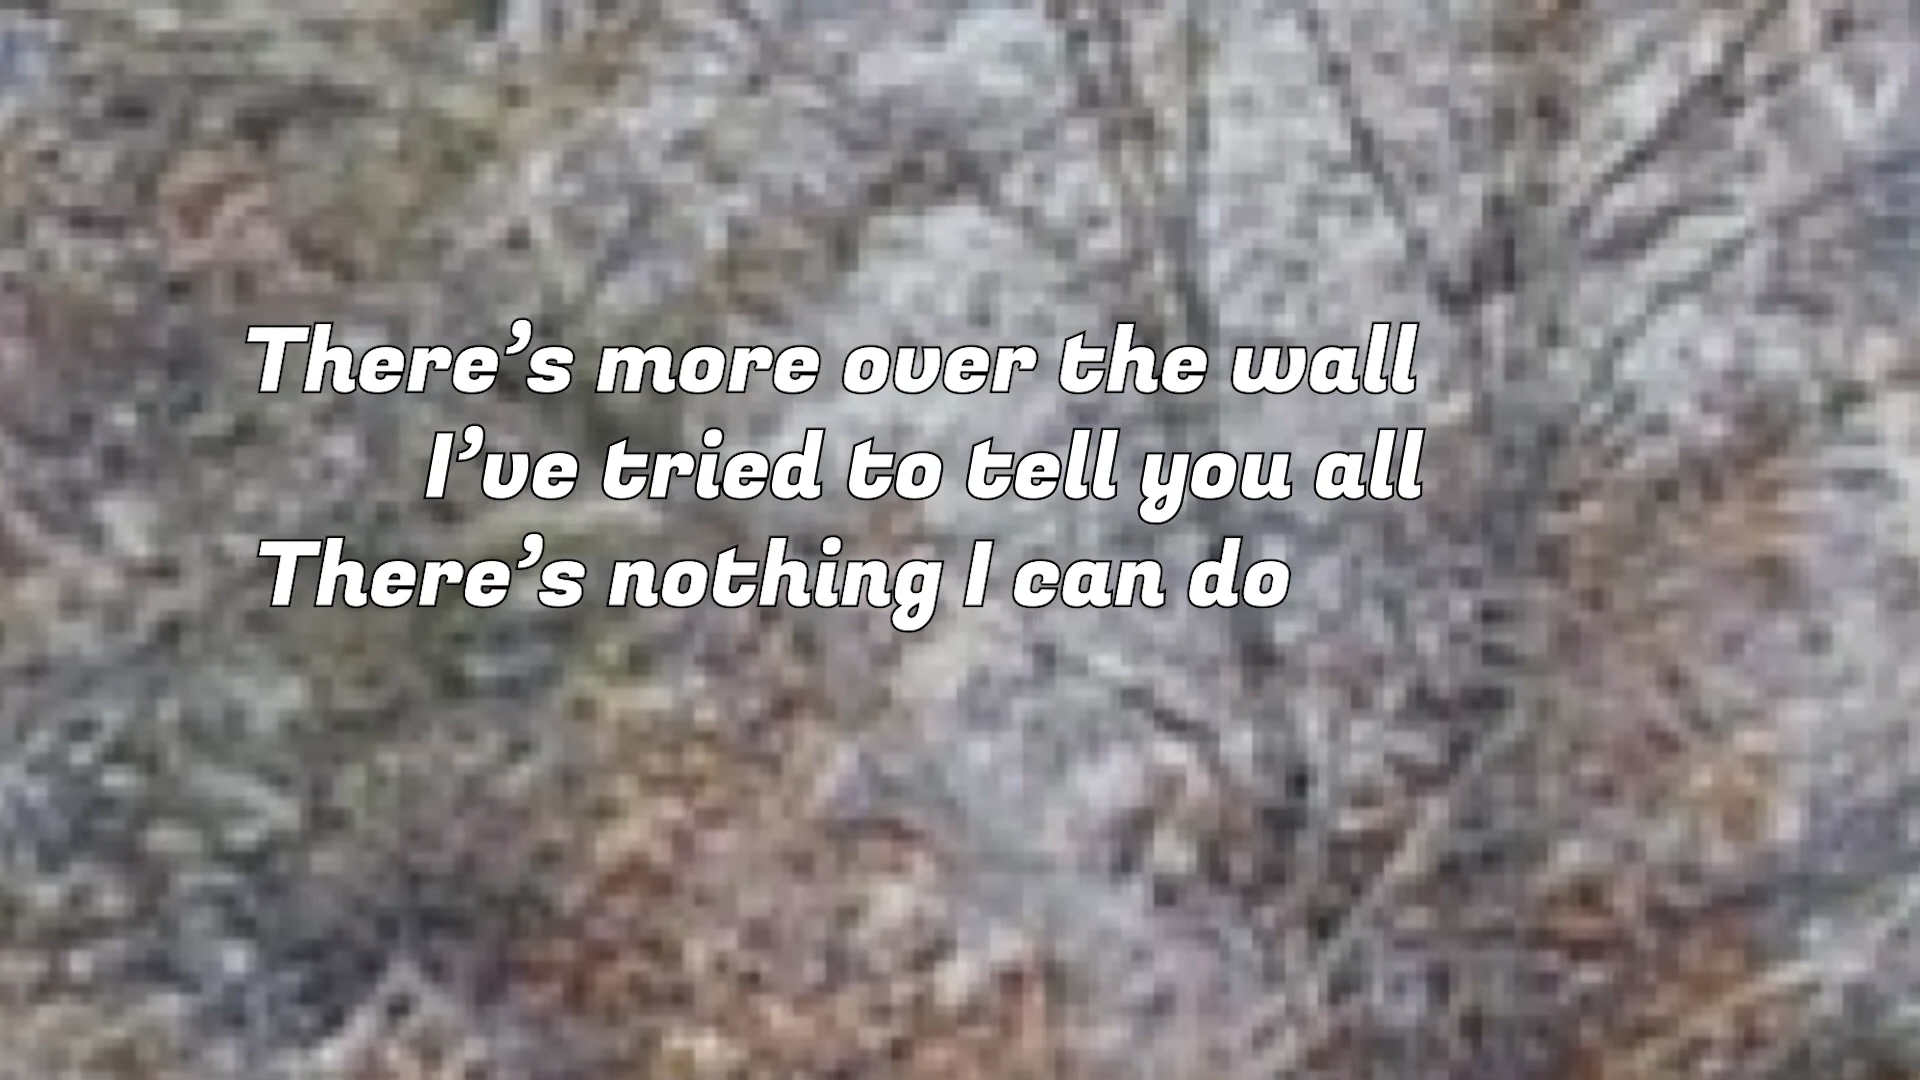 There’s more over the wall
I’ve tried to tell you all
There’s nothing I can do